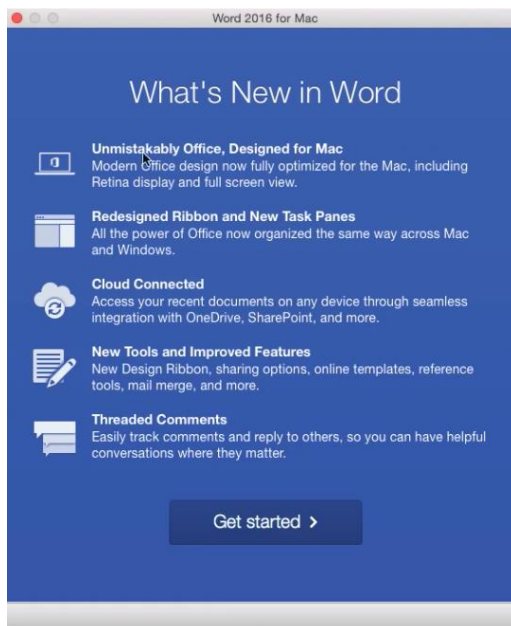 Word 2016 for Mac
What's New in Word
Unmistakably Office, Designed for Mac
Modern Office design now fully optimized for the Mac, including
Retina display and full screen view.
Redesigned Ribbon and New Task Panes
All the power of Office now organized the same way across Mac
and Windows.
Cloud Connected
Access your recent documents on any device through seamless
integration with OneDrive, SharePoint, and more.
New Tools and Improved Features
New Design Ribbon, sharing options, online templates, reference
tools, mail merge, and more.
Threaded Comments
Easily track comments and reply to others, so you can have helpful
conversations where they matter.
Get started >